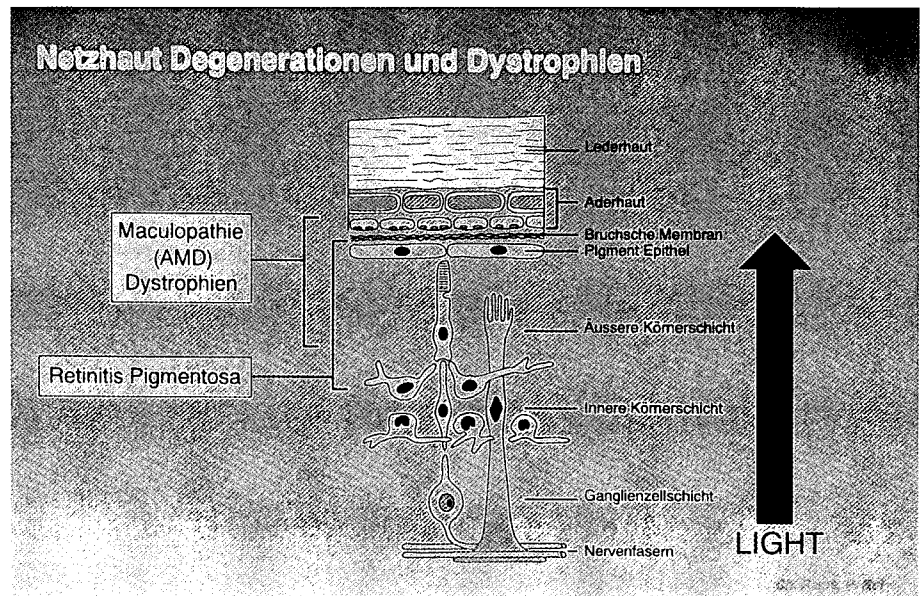 Netzhaut Degenerationen und Dystrophien
Lederhaut
Aderhaut
Bruchsche Membran
Pigment Epithel
Maculopathie
(AMD)
Dystrophien
Äussere Körnerschicht
Retinitis Pigmentosa
Innere Körnerschicht
Ganglienzellschicht
Nervenfasern
LIGHT